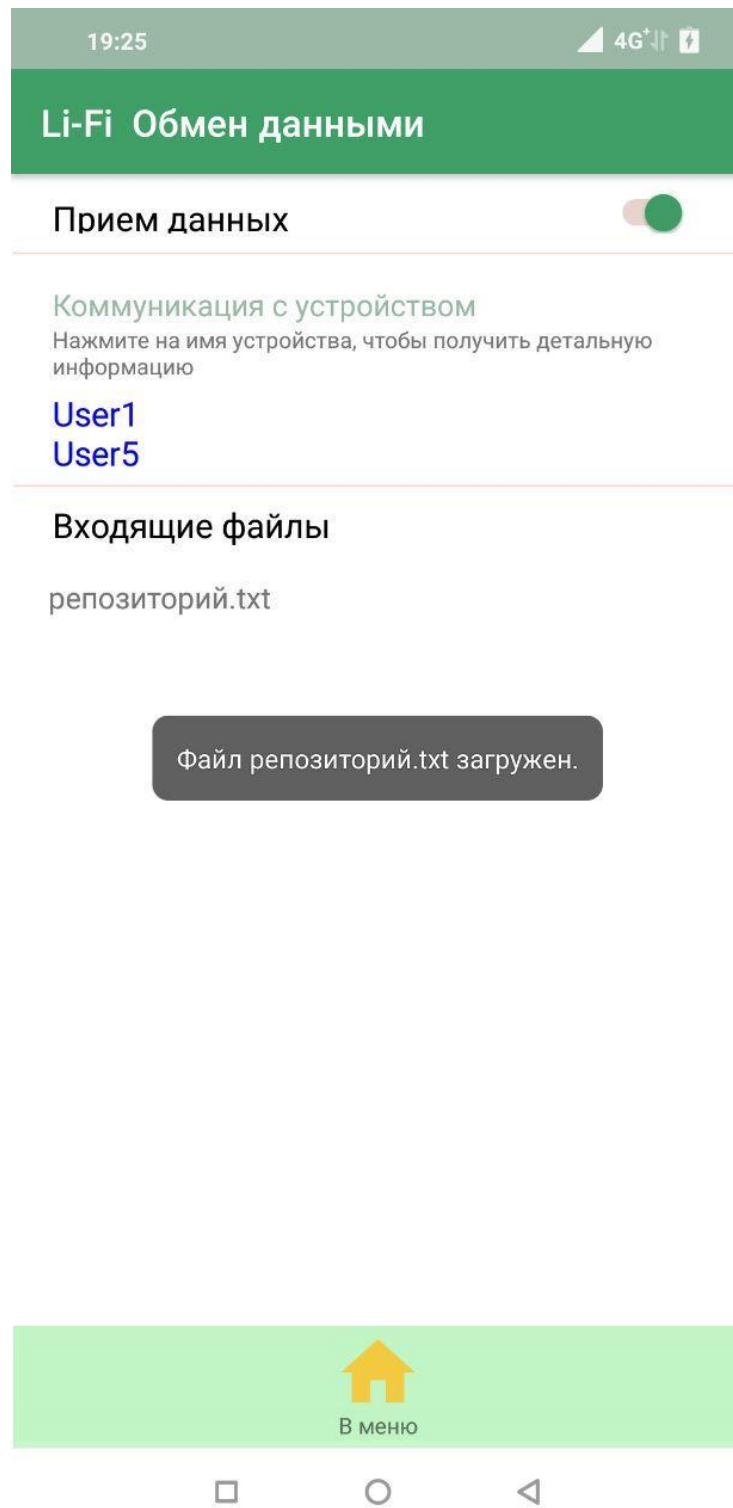 19:25 4G+
Li-Fi Обмен данными
Прием данных
Коммуникация с устройством
Нажмите на имя устройства, чтобы получить детальную
информацию
User1
User5
Входящие файлы
репозиторий.txt
Файл репозиторий.txt загружен.
В меню